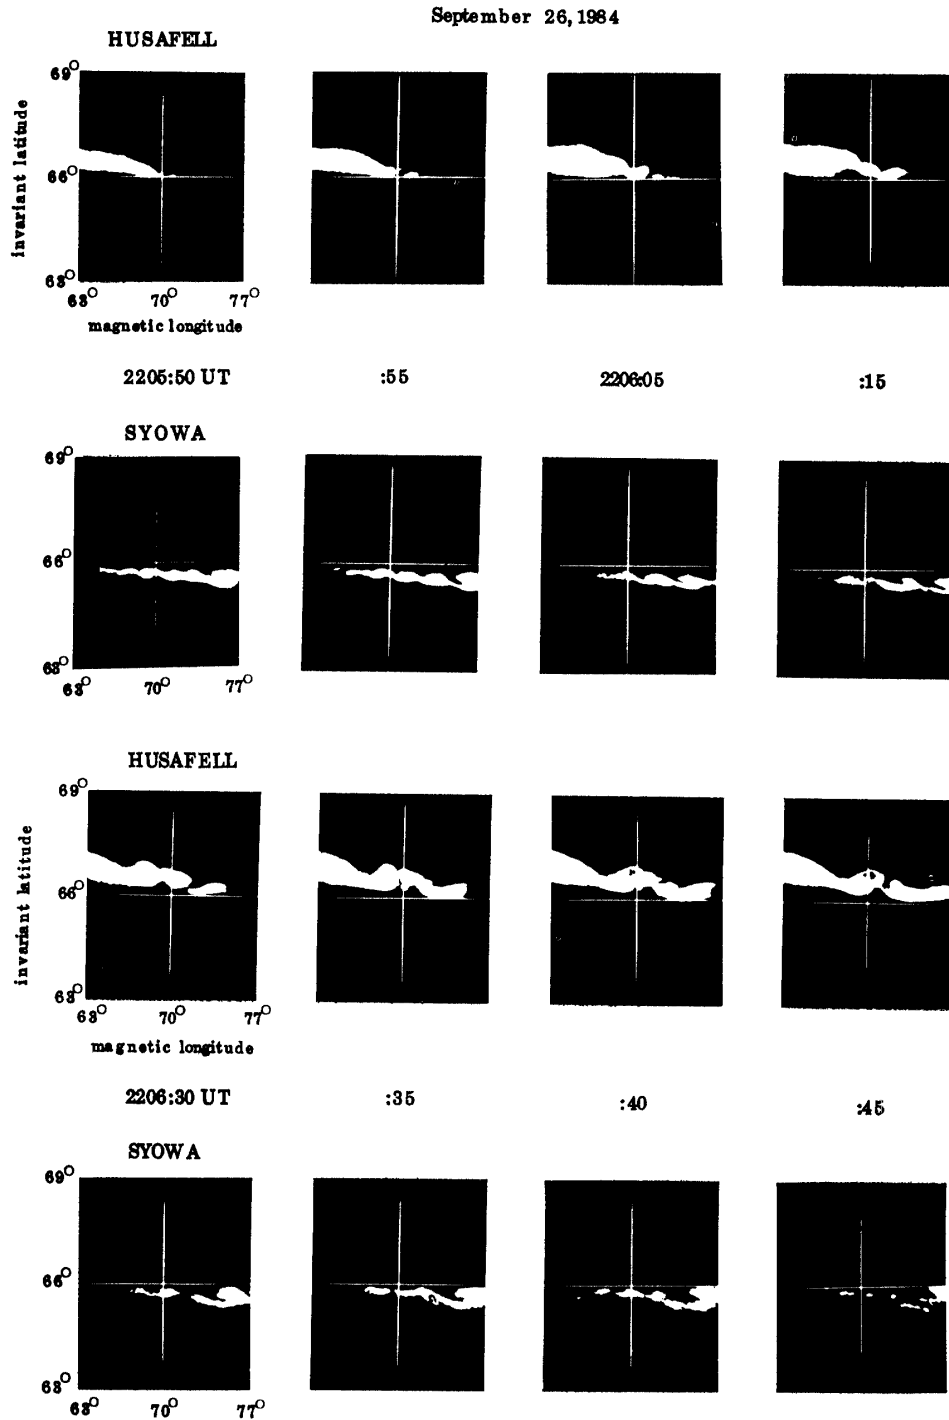 September 26, 1984
HUSAFELL
69°
66°
63°
63° 70° 77°
invariant latitude
magnetic longitude
2205:50 UT :55 2206:05 :15
SYOWA
69°
66°
63°
63° 70° 77°
HUSAFELL
69°
66°
63°
63° 70° 77°
invariant latitude
magnetic longitude
2206:30 UT :35 :40 :45
SYOWA
69°
66°
63°
63° 70° 77°